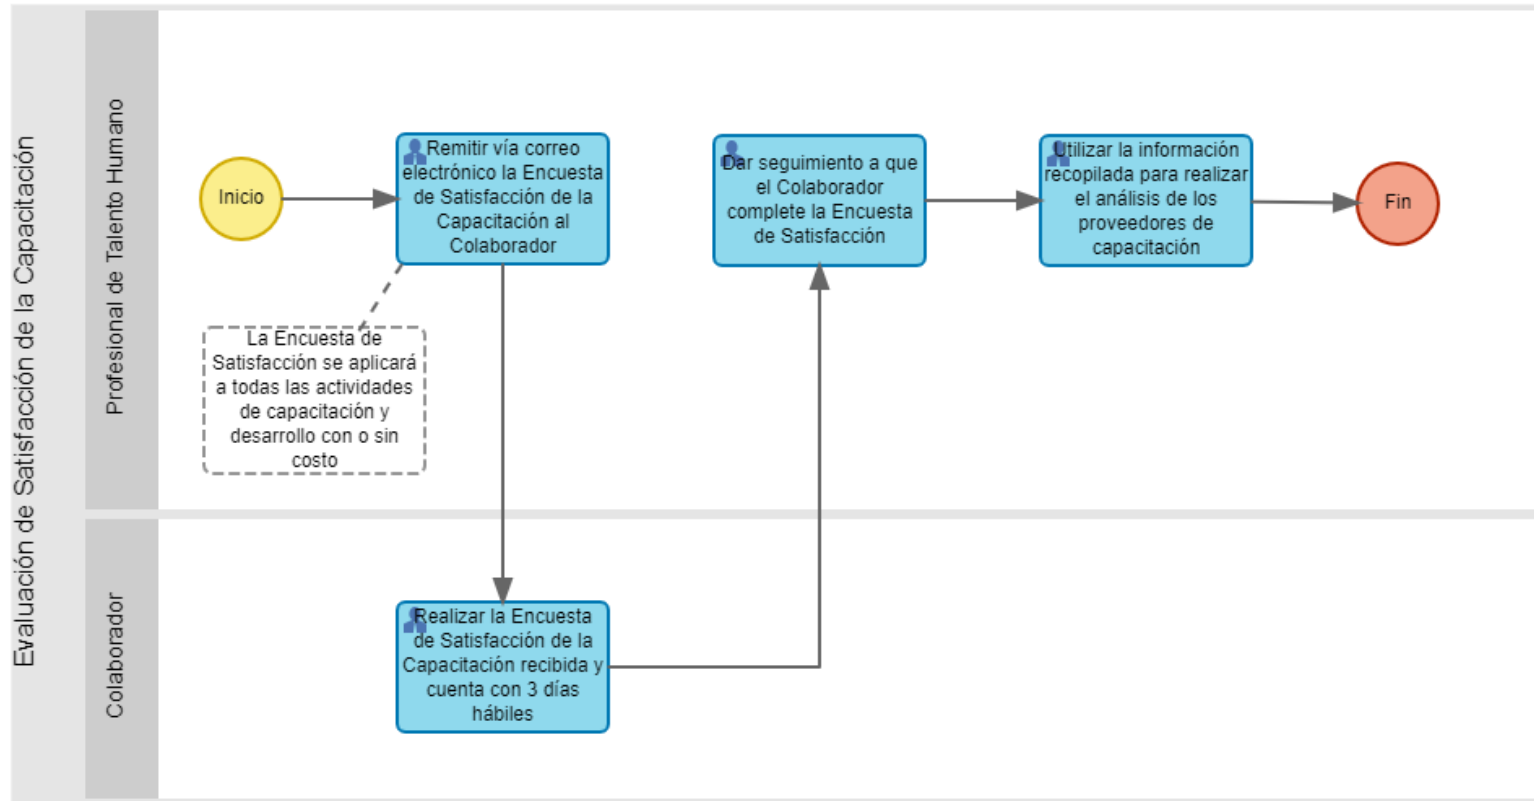 Evaluación de Satisfacción de la Capacitación
Profesional de Talento Humano
Inicio
Remitir vía correo
electrónico la Encuesta
de Satisfacción de la
Capacitación al
Colaborador
La Encuesta de
Satisfacción se aplicará
a todas las actividades
de capacitación y
desarrollo con o sin
costo
Dar seguimiento a que
el Colaborador
complete la Encuesta
de Satisfacción
Utilizar la información
recopilada para realizar
el análisis de los
proveedores de
capacitación
Fin
Colaborador
Realizar la Encuesta
de Satisfacción de la
Capacitación recibida y
cuenta con 3 días
hábiles